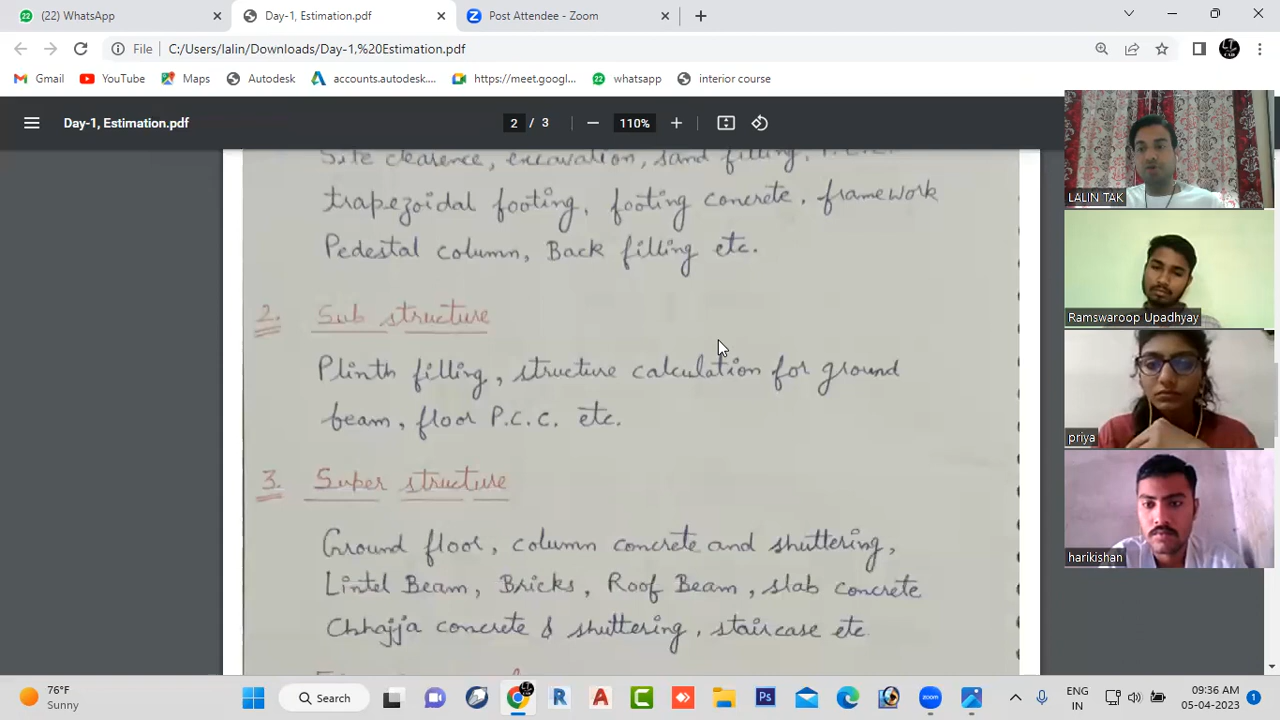 (22) WhatsApp
Day-1, Estimation.pdf
Post Attendee - Zoom
File
C:/Users/lalin/Downloads/Day-1,%20Estimation.pdf
Gmail
YouTube
Maps
Autodesk
accounts.autodesk....
https://meet.googl...
whatsapp
interior course
Day-1, Estimation.pdf
2 / 3
110%
Site clearence, excavation, sand filling,
trapezoidal footing, footing concrete. framework
Pedestal column, Back filling etc.
2. Sub structure
Plinth filling, structure calculation for ground
beam, floor P.C.C. etc.
3. Super structure
Ground floor, column concrete and shuttering,
Lintel Beam, Bricks, Roof Beam, slab concrete
Chhajja concrete & shuttering, staircase etc
LALIN TAK
Ramswaroop Upadhyay
priya
harikishan
76°F
Sunny
Search
ENG
IN
09:36 AM
05-04-2023